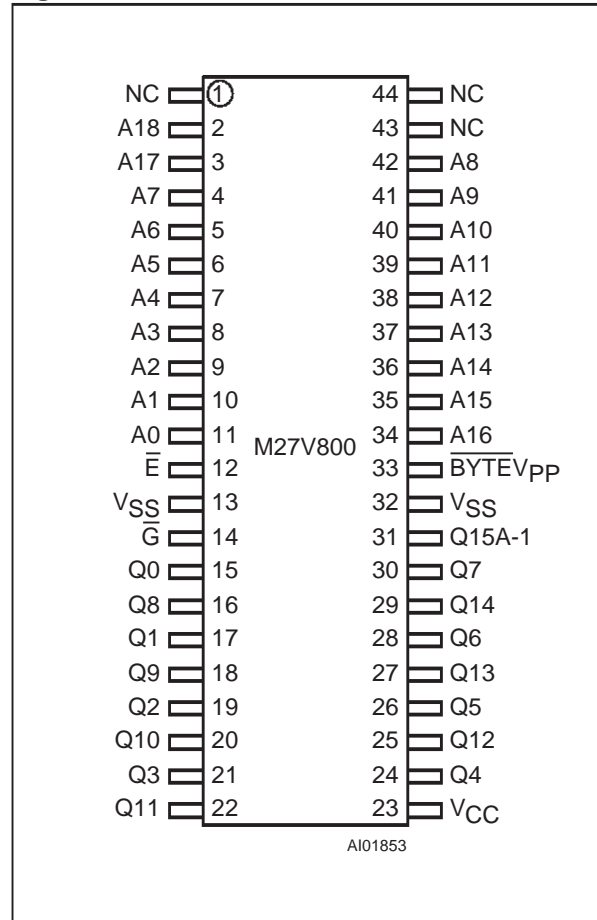 NC 1 44 NC
A18 2 43 NC
A17 3 42 A8
A7 4 41 A9
A6 5 40 A10
A5 6 39 A11
A4 7 38 A12
A3 8 37 A13
A2 9 36 A14
A1 10 35 A15
A0 11 M27V800 34 A16
E̅ 12 33 B̅Y̅T̅E̅VPP
VSS 13 32 VSS
G̅ 14 31 Q15A-1
Q0 15 30 Q7
Q8 16 29 Q14
Q1 17 28 Q6
Q9 18 27 Q13
Q2 19 26 Q5
Q10 20 25 Q12
Q3 21 24 Q4
Q11 22 23 VCC
AI01853